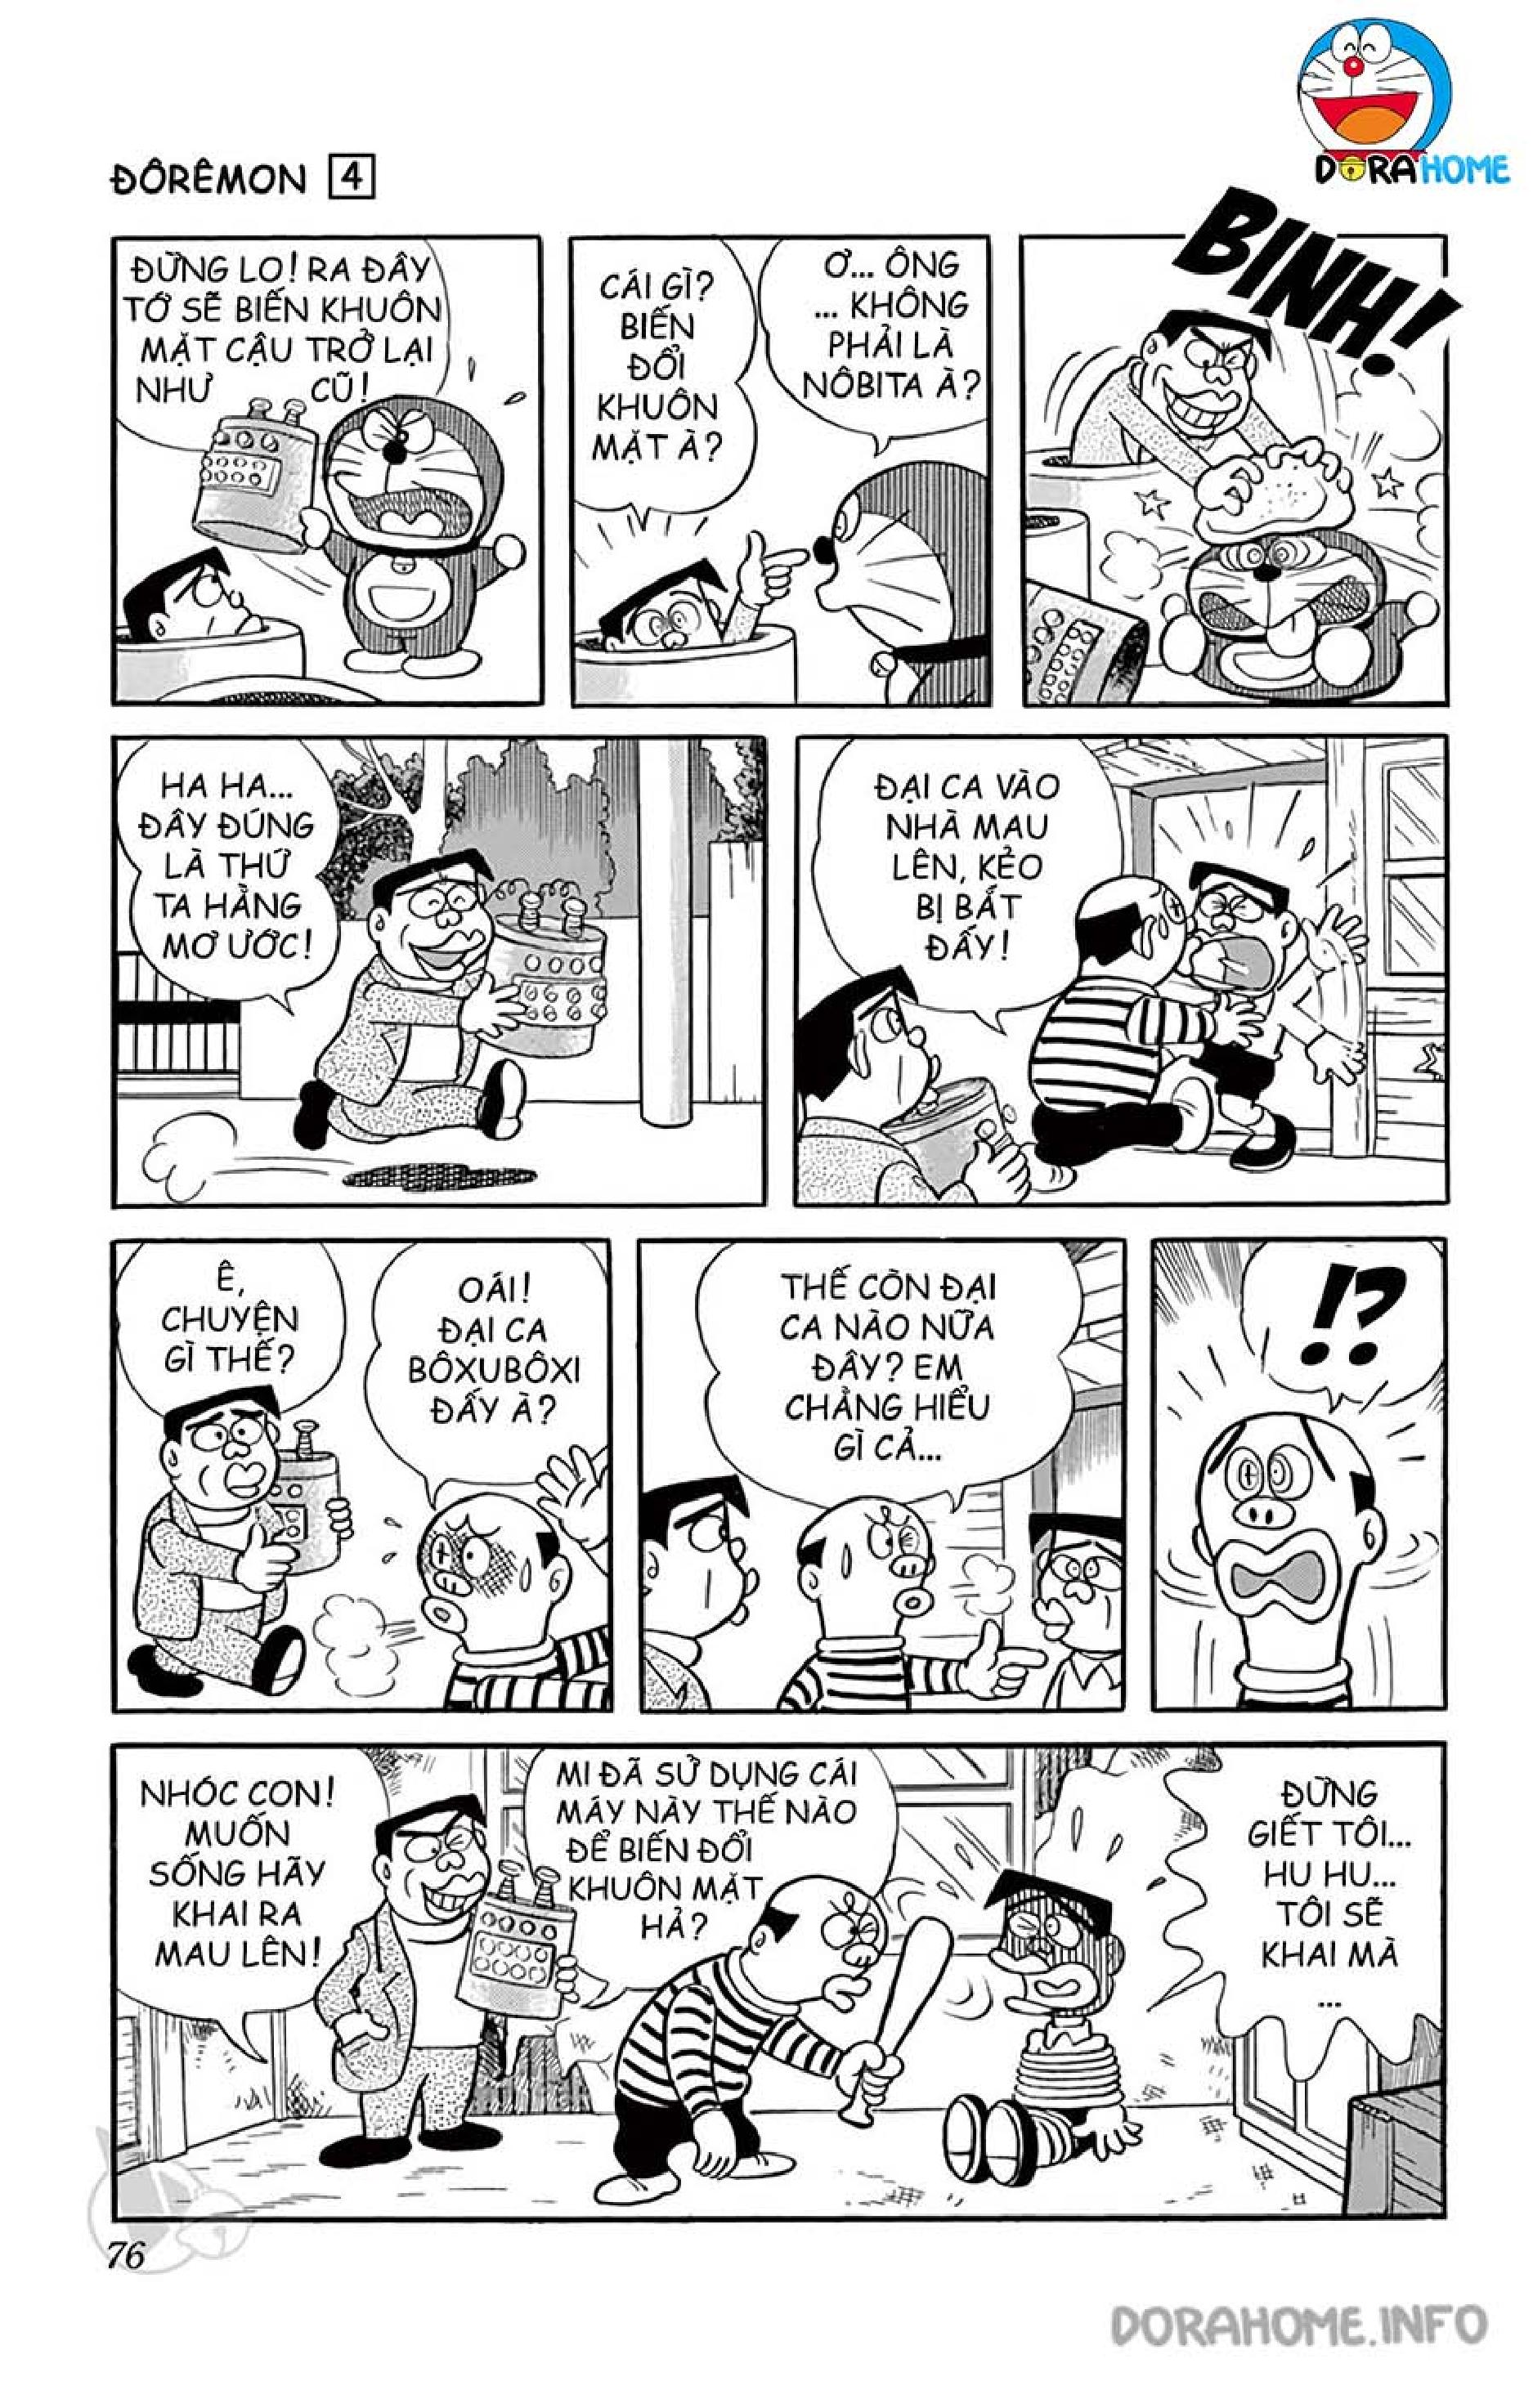 DORAHOME
ĐÔRÊMON 4
ĐỪNG LO! RA ĐÂY
TỚ SẼ BIẾN KHUÔN
MẶT CẬU TRỞ LẠI
NHƯ CŨ!
CÁI GÌ?
BIẾN
ĐỔI
KHUÔN
MẶT À?
Ơ... ÔNG
... KHÔNG
PHẢI LÀ
NÔBITA À?
BINH!
HA HA...
ĐÂY ĐÚNG
LÀ THỨ
TA HẰNG
MƠ ƯỚC!
ĐẠI CA VÀO
NHÀ MAU
LÊN, KẺO
BỊ BẮT
ĐẤY!
Ê,
CHUYỆN
GÌ THẾ?
OÁI!
ĐẠI CA
BÔXUBÔXI
ĐẤY À?
THẾ CÒN ĐẠI
CA NÀO NỮA
ĐÂY? EM
CHẲNG HIỂU
GÌ CẢ...
!?
NHÓC CON!
MUỐN
SỐNG HÃY
KHAI RA
MAU LÊN!
MI ĐÃ SỬ DỤNG CÁI
MÁY NÀY THẾ NÀO
ĐỂ BIẾN ĐỔI
KHUÔN MẶT
HẢ?
ĐỪNG
GIẾT TÔI...
HU HU...
TÔI SẼ
KHAI MÀ
...
76
DORAHOME.INFO